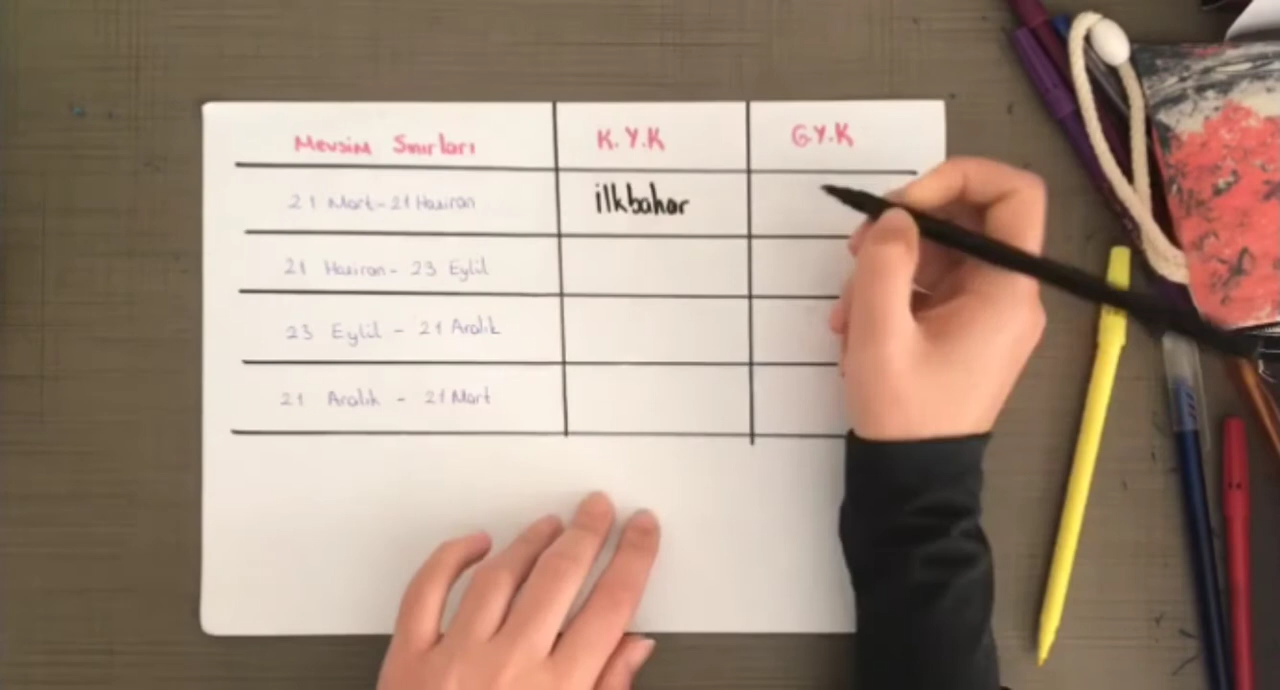 Mevsim Sınırları K.Y.K G.Y.K
21 Mart-21 Haziran ilkbahar
21 Haziran- 23 Eylül
23 Eylül - 21 Aralık
21 Aralık - 21 Mart